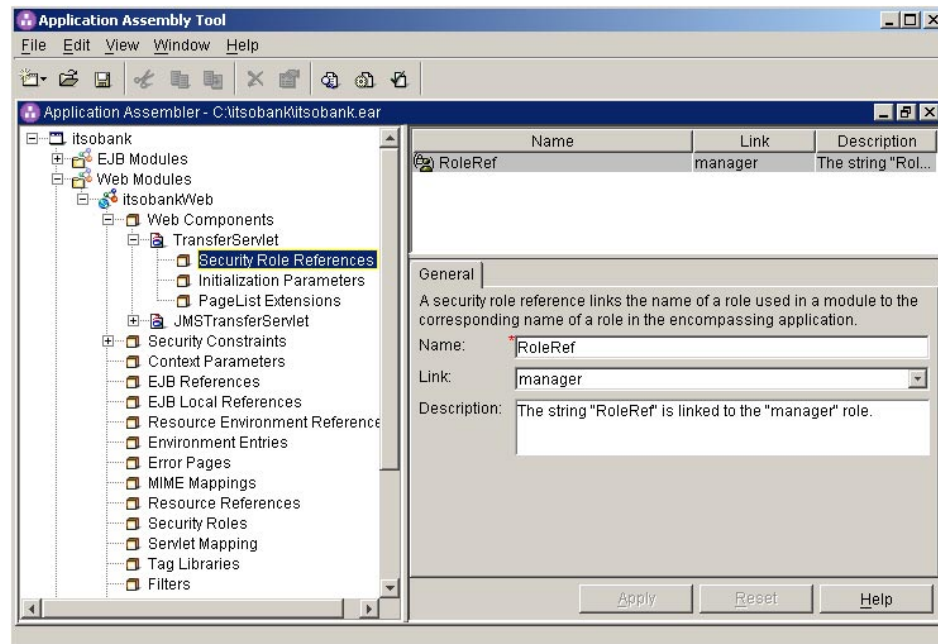 Application Assembly Tool
File Edit View Window Help
Application Assembler - C:\itsobank\itsobank.ear
itsobank
EJB Modules
Web Modules
itsobankWeb
Web Components
TransferServlet
Security Role References
Initialization Parameters
PageList Extensions
JMSTransferServlet
Security Constraints
Context Parameters
EJB References
EJB Local References
Resource Environment Reference
Environment Entries
Error Pages
MIME Mappings
Resource References
Security Roles
Servlet Mapping
Tag Libraries
Filters
Name Link Description
RoleRef manager The string "Rol...
General
A security role reference links the name of a role used in a module to the
corresponding name of a role in the encompassing application.
Name: *RoleRef
Link: manager
Description: The string "RoleRef" is linked to the "manager" role.
Apply Reset Help